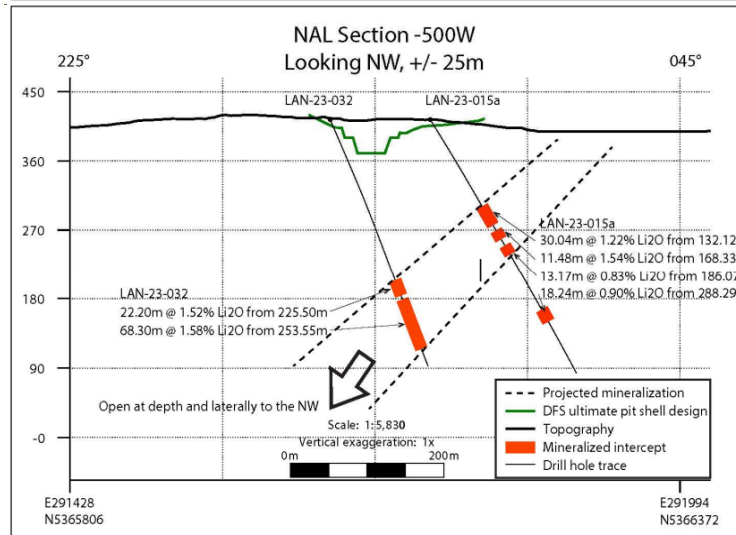 NAL Section -500W
Looking NW, +/- 25m
225°
045°
450
360
270
180
90
-0
LAN-23-032
LAN-23-015a
LAN-23-015a
30.04m @ 1.22% Li2O from 132.12
11.48m @ 1.54% Li2O from 168.33
13.17m @ 0.83% Li2O from 186.07
18.24m @ 0.90% Li2O from 288.29
LAN-23-032
22.20m @ 1.52% Li2O from 225.50m
68.30m @ 1.58% Li2O from 253.55m
Open at depth and laterally to the NW
Scale: 1:5,830
Vertical exaggeration: 1x
0m
200m
Projected mineralization
DFS ultimate pit shell design
Topography
Mineralized intercept
Drill hole trace
E291428
N5365806
E291994
N5366372